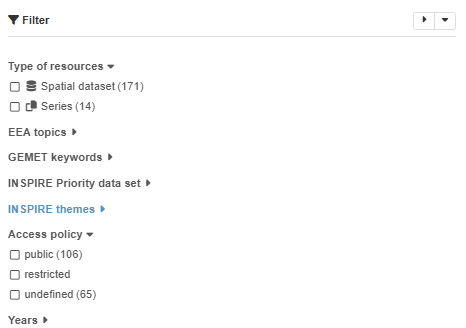 Filter
Type of resources
Spatial dataset (171)
Series (14)
EEA topics
GEMET keywords
INSPIRE Priority data set
INSPIRE themes
Access policy
public (106)
restricted
undefined (65)
Years